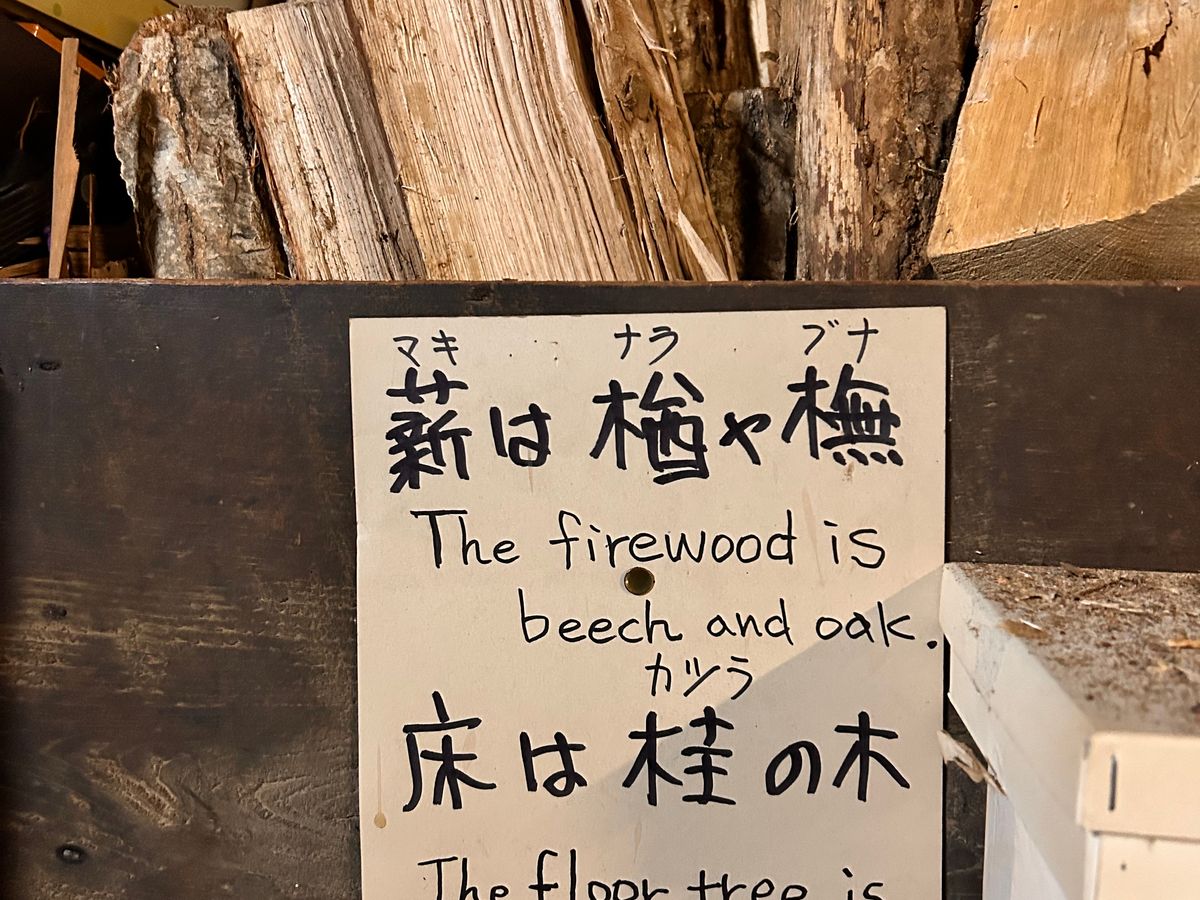 マキ ナラ ブナ
薪は楢や橅
The firewood is
beech and oak.
カツラ
床は桂の木
The floor tree is